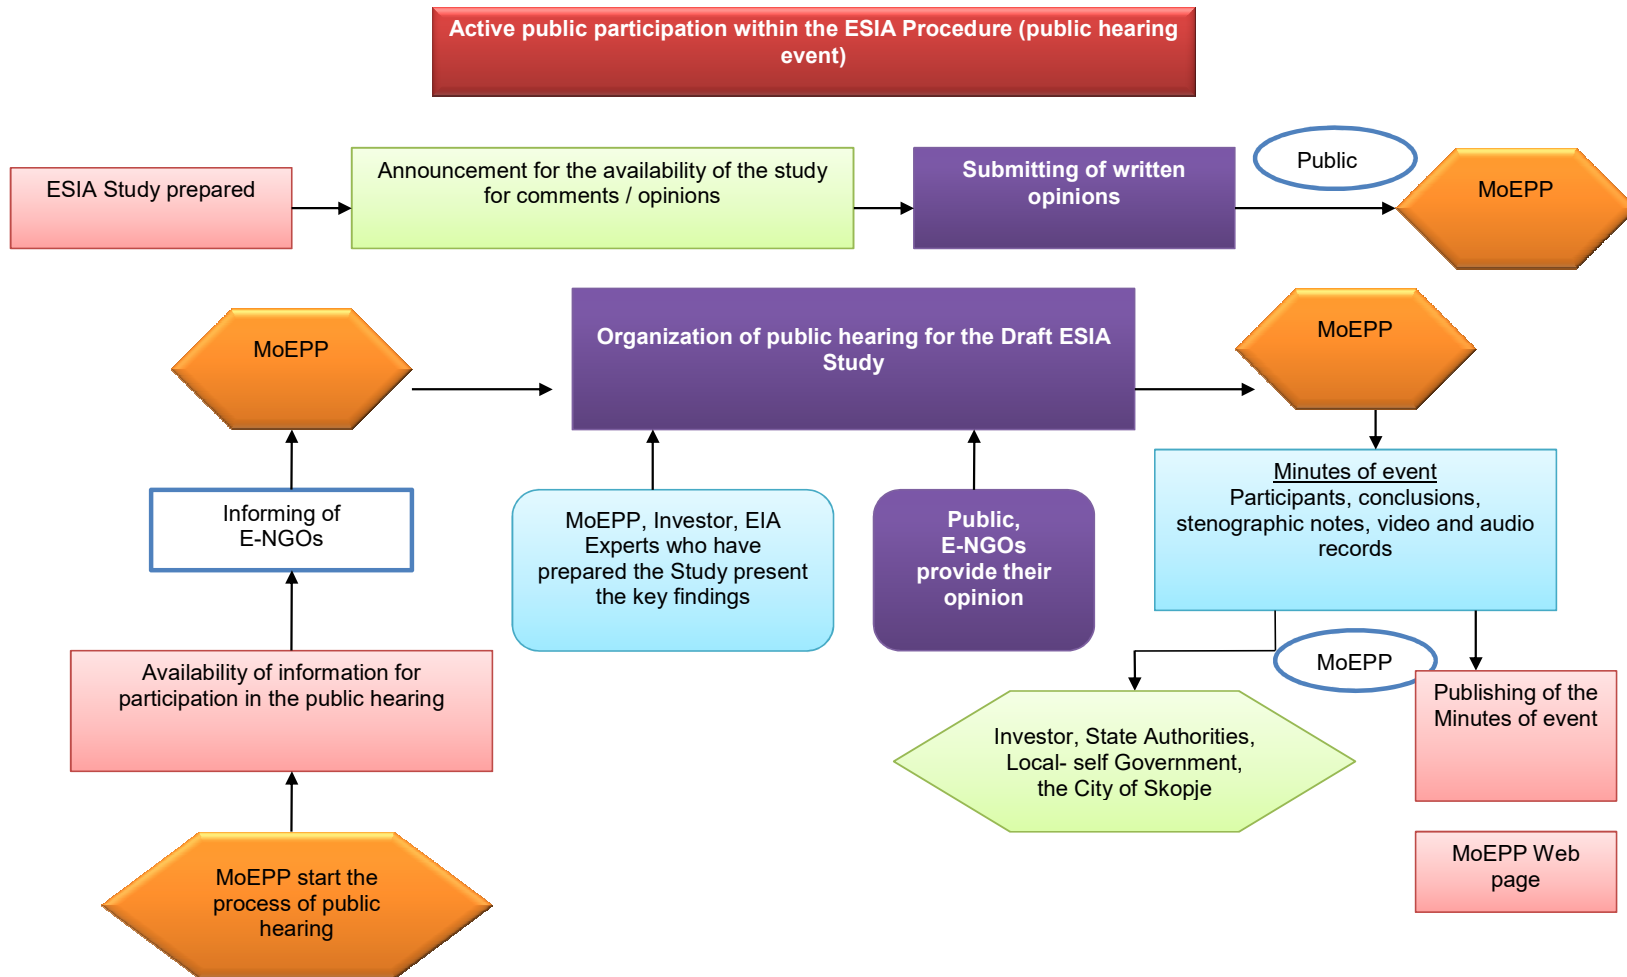 Active public participation within the ESIA Procedure (public hearing
event)
ESIA Study prepared
Announcement for the availability of the study
for comments / opinions
Submitting of written
opinions
Public
MoEPP
MoEPP
Organization of public hearing for the Draft ESIA
Study
MoEPP
Informing of
E-NGOs
MoEPP, Investor, EIA
Experts who have
prepared the Study present
the key findings
Public,
E-NGOs
provide their
opinion
Minutes of event
Participants, conclusions,
stenographic notes, video and audio
records
Availability of information for
participation in the public hearing
MoEPP
Investor, State Authorities,
Local- self Government,
the City of Skopje
Publishing of the
Minutes of event
MoEPP start the
process of public
hearing
MoEPP Web
page